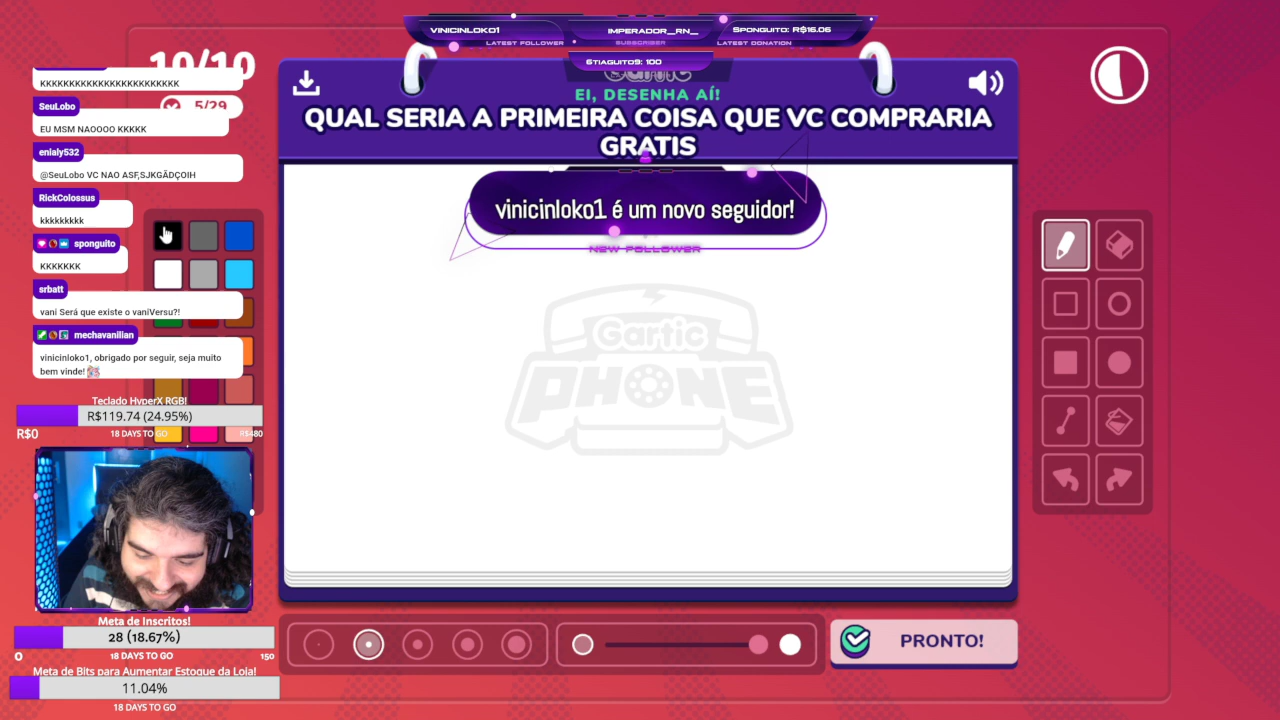 VINICINLOKO1
LATEST FOLLOWER
IMPERADOR_RN_
SUBSCRIBER
SPONGUITO: R$16.06
LATEST DONATION
6TIAGUITO9: 100
10/10
5/29
EI, DESENHA AÍ!
QUAL SERIA A PRIMEIRA COISA QUE VC COMPRARIA
GRATIS
vinicinloko1 é um novo seguidor!
NEW FOLLOWER
Gartic
PHONE
KKKKKKKKKKKKKKKKKKKKKKKK
SeuLobo
EU MSM NAOOOO KKKKK
enialy532
@SeuLobo VC NAO ASF,SJKGÃDÇOIH
RickColossus
kkkkkkkkk
sponguito
KKKKKKK
srbatt
vani Será que existe o vaniVersu?!
mechavanilian
vinicinloko1, obrigado por seguir, seja muito
bem vinde!
Teclado HyperX RGB!
R$119.74 (24.95%)
R$0
18 DAYS TO GO
R$480
Meta de Inscritos!
28 (18.67%)
0
18 DAYS TO GO
150
Meta de Bits para Aumentar Estoque da Loja!
11.04%
18 DAYS TO GO
PRONTO!